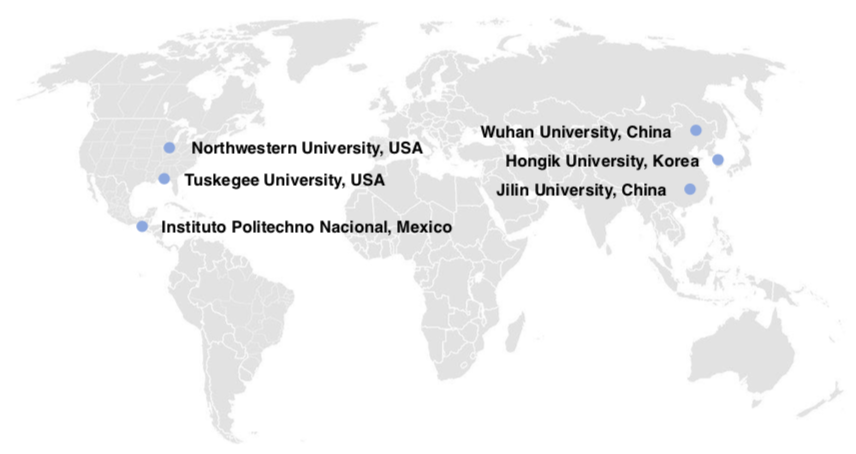 Northwestern University, USA
Tuskegee University, USA
Instituto Politechno Nacional, Mexico
Wuhan University, China
Hongik University, Korea
Jilin University, China